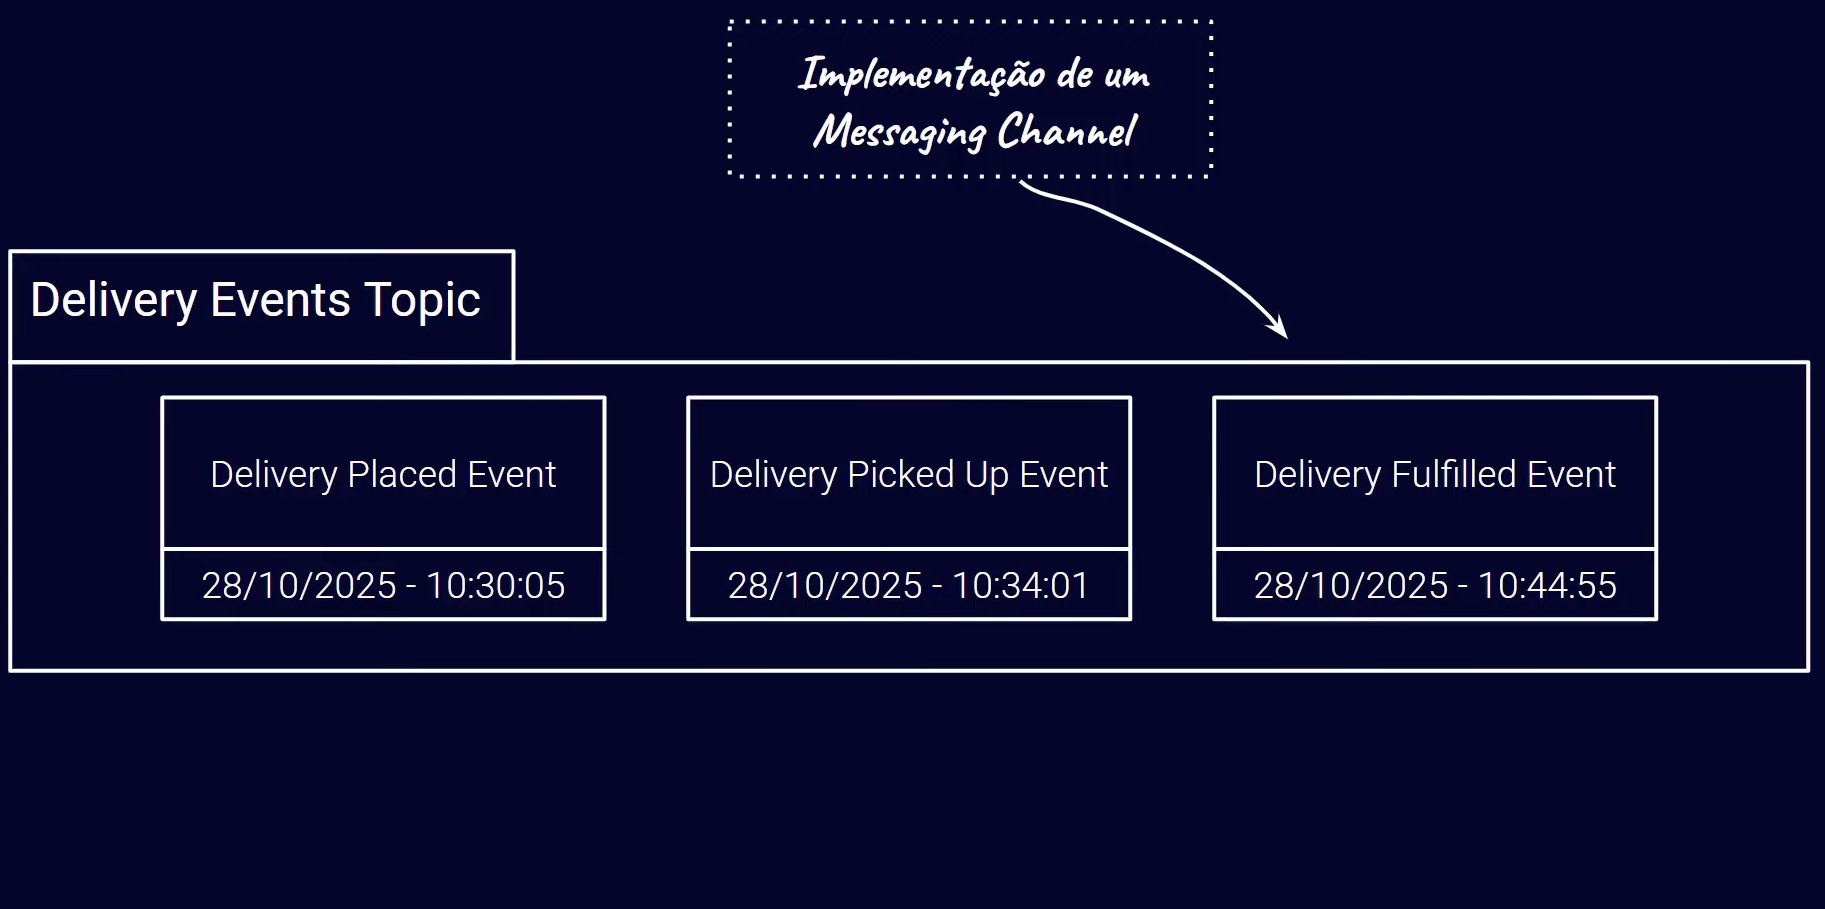 Implementação de um
Messaging Channel
Delivery Events Topic
Delivery Placed Event
28/10/2025 - 10:30:05
Delivery Picked Up Event
28/10/2025 - 10:34:01
Delivery Fulfilled Event
28/10/2025 - 10:44:55